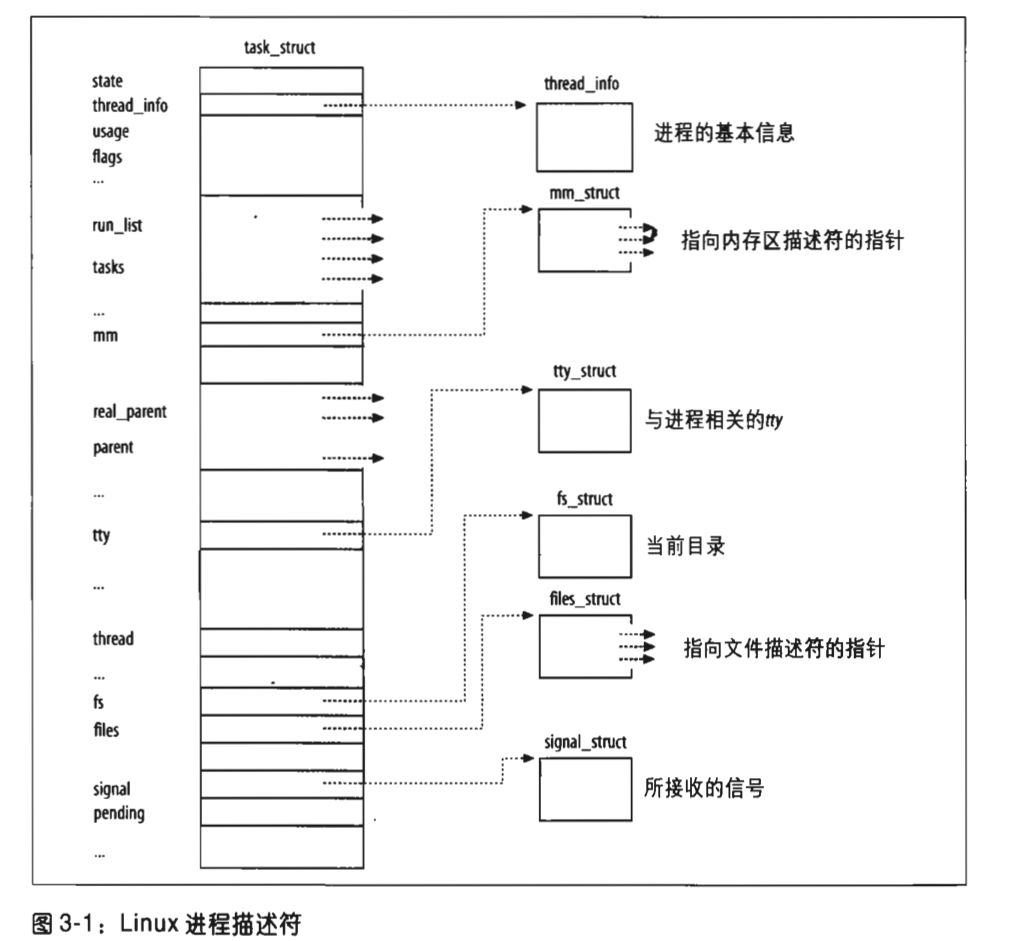 task_struct
state
thread_info
usage
flags
...
run_list
tasks
...
mm
real_parent
parent
...
tty
...
thread
...
fs
files
signal
pending
...
thread_info
进程的基本信息
mm_struct
指向内存区描述符的指针
tty_struct
与进程相关的tty
fs_struct
当前目录
files_struct
指向文件描述符的指针
signal_struct
所接收的信号
图 3-1：Linux 进程描述符